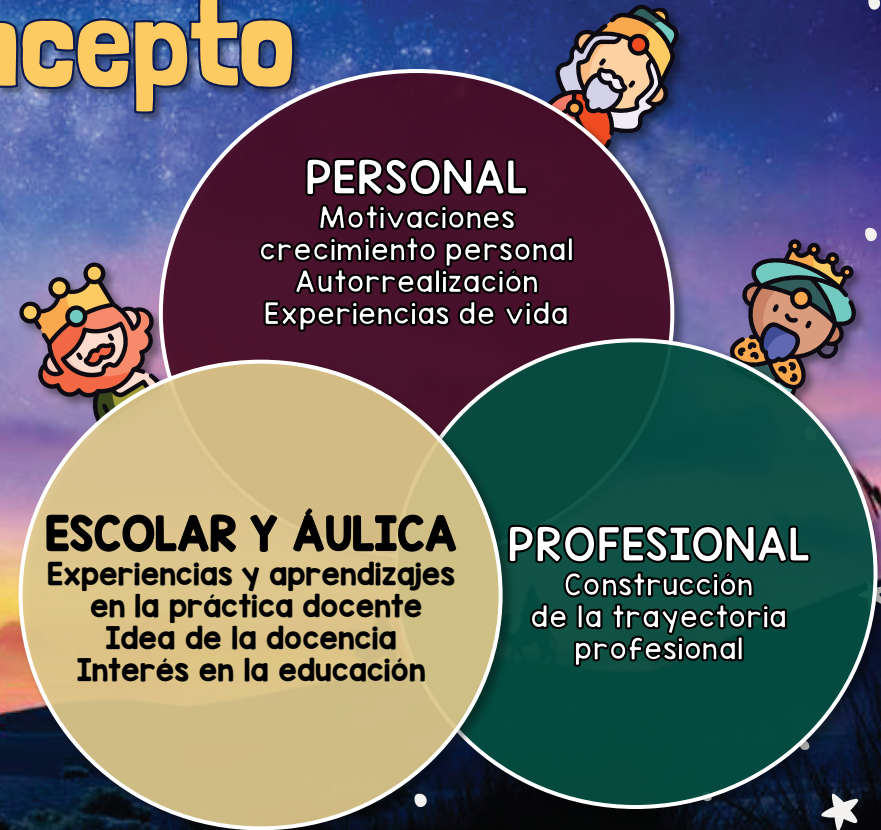 PERSONAL
Motivaciones
crecimiento personal
Autorrealización
Experiencias de vida
ESCOLAR Y ÁULICA
Experiencias y aprendizajes
en la práctica docente
Idea de la docencia
Interés en la educación
PROFESIONAL
Construcción
de la trayectoria
profesional